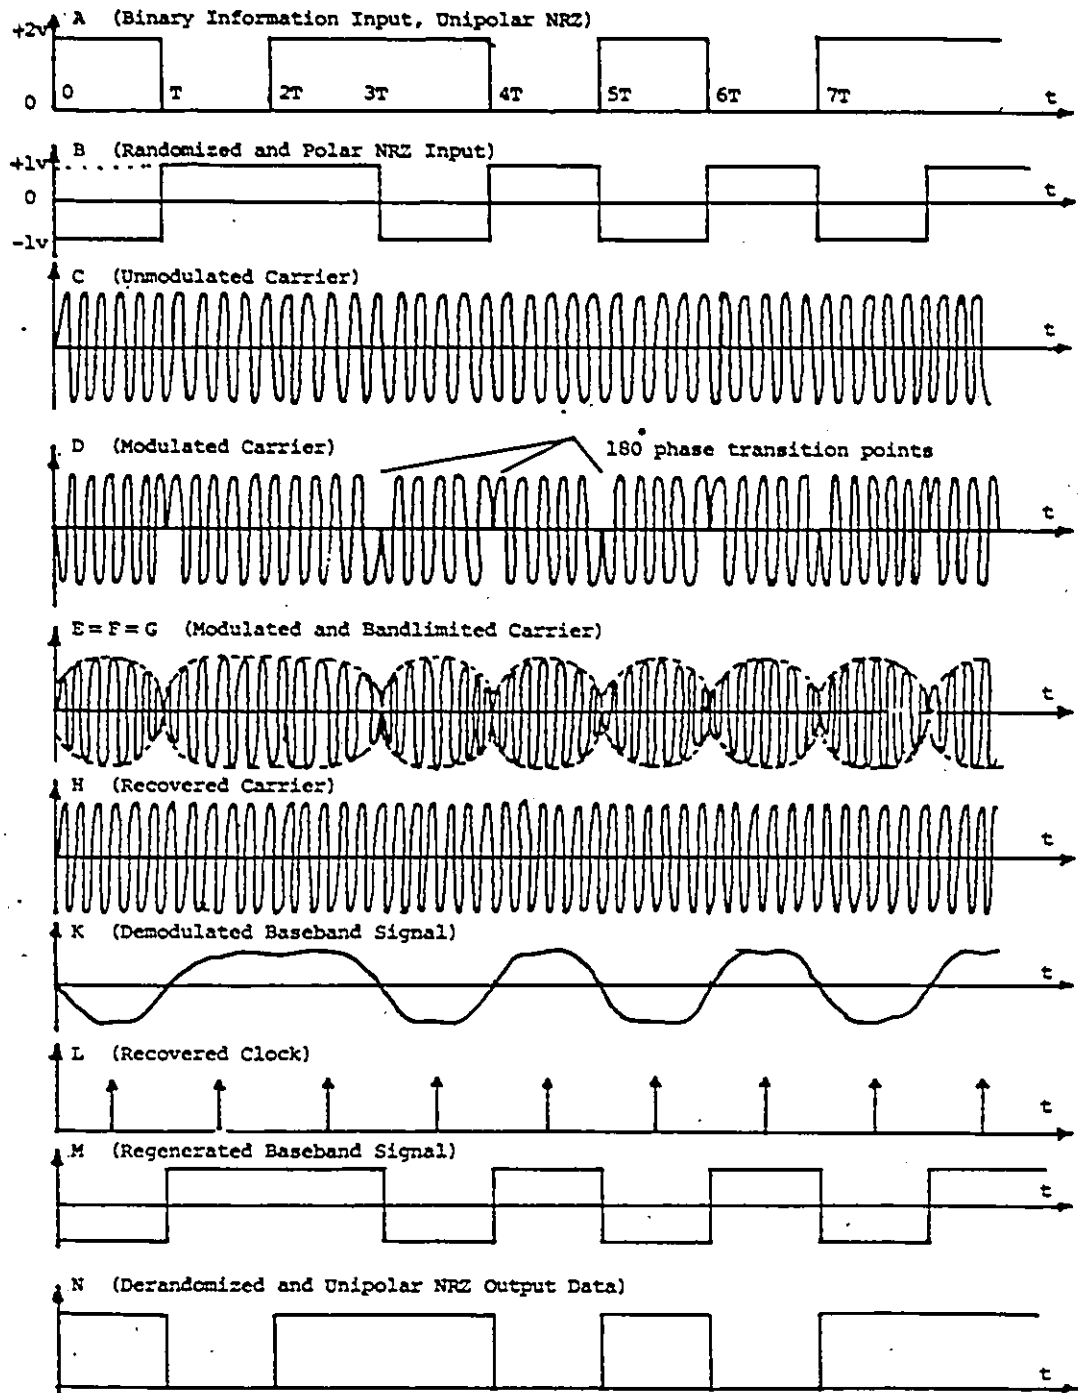 A (Binary Information Input, Unipolar NRZ)
+2v
0
0 T 2T 3T 4T 5T 6T 7T t
B (Randomized and Polar NRZ Input)
+1v
0
-1v
t
C (Unmodulated Carrier)
t
D (Modulated Carrier)
180° phase transition points
t
E=F=G (Modulated and Bandlimited Carrier)
t
H (Recovered Carrier)
t
K (Demodulated Baseband Signal)
t
L (Recovered Clock)
t
M (Regenerated Baseband Signal)
t
N (Derandomized and Unipolar NRZ Output Data)
t